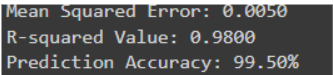 Mean Squared Error: 0.0050
R-squared Value: 0.9800
Prediction Accuracy: 99.50%